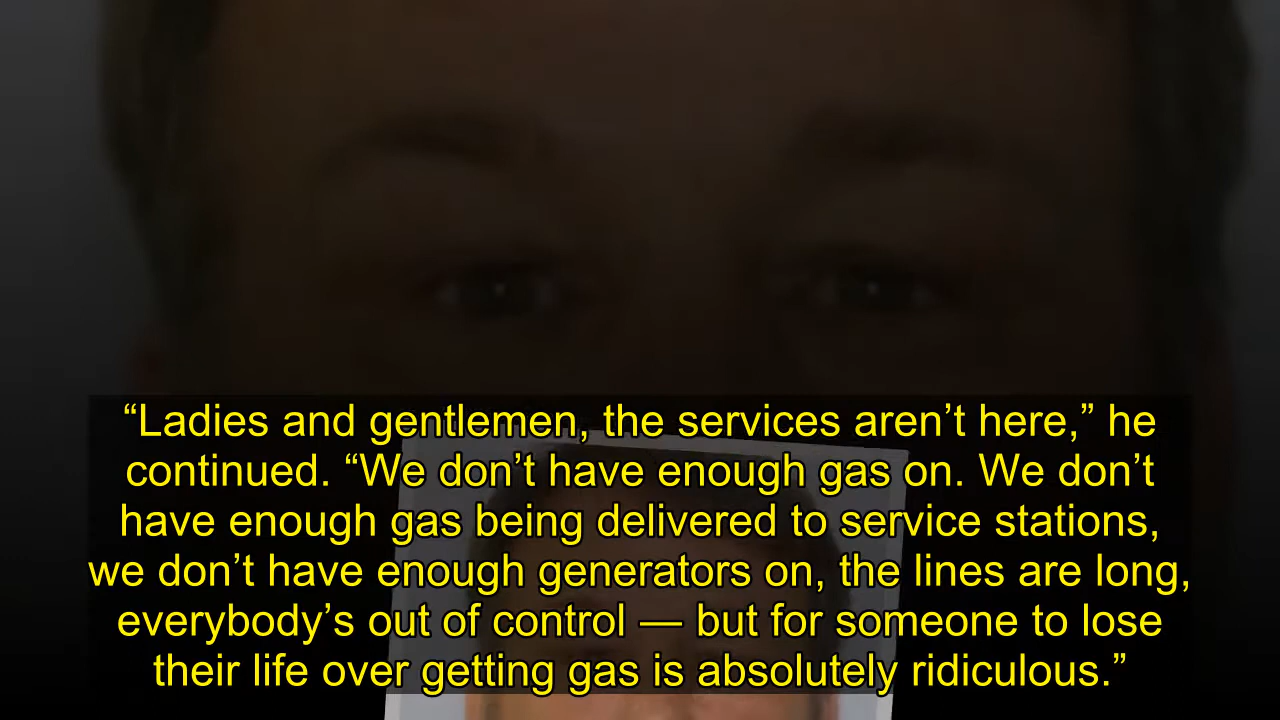 “Ladies and gentlemen, the services aren’t here,” he
continued. “We don’t have enough gas on. We don’t
have enough gas being delivered to service stations,
we don’t have enough generators on, the lines are long,
everybody’s out of control — but for someone to lose
their life over getting gas is absolutely ridiculous.”